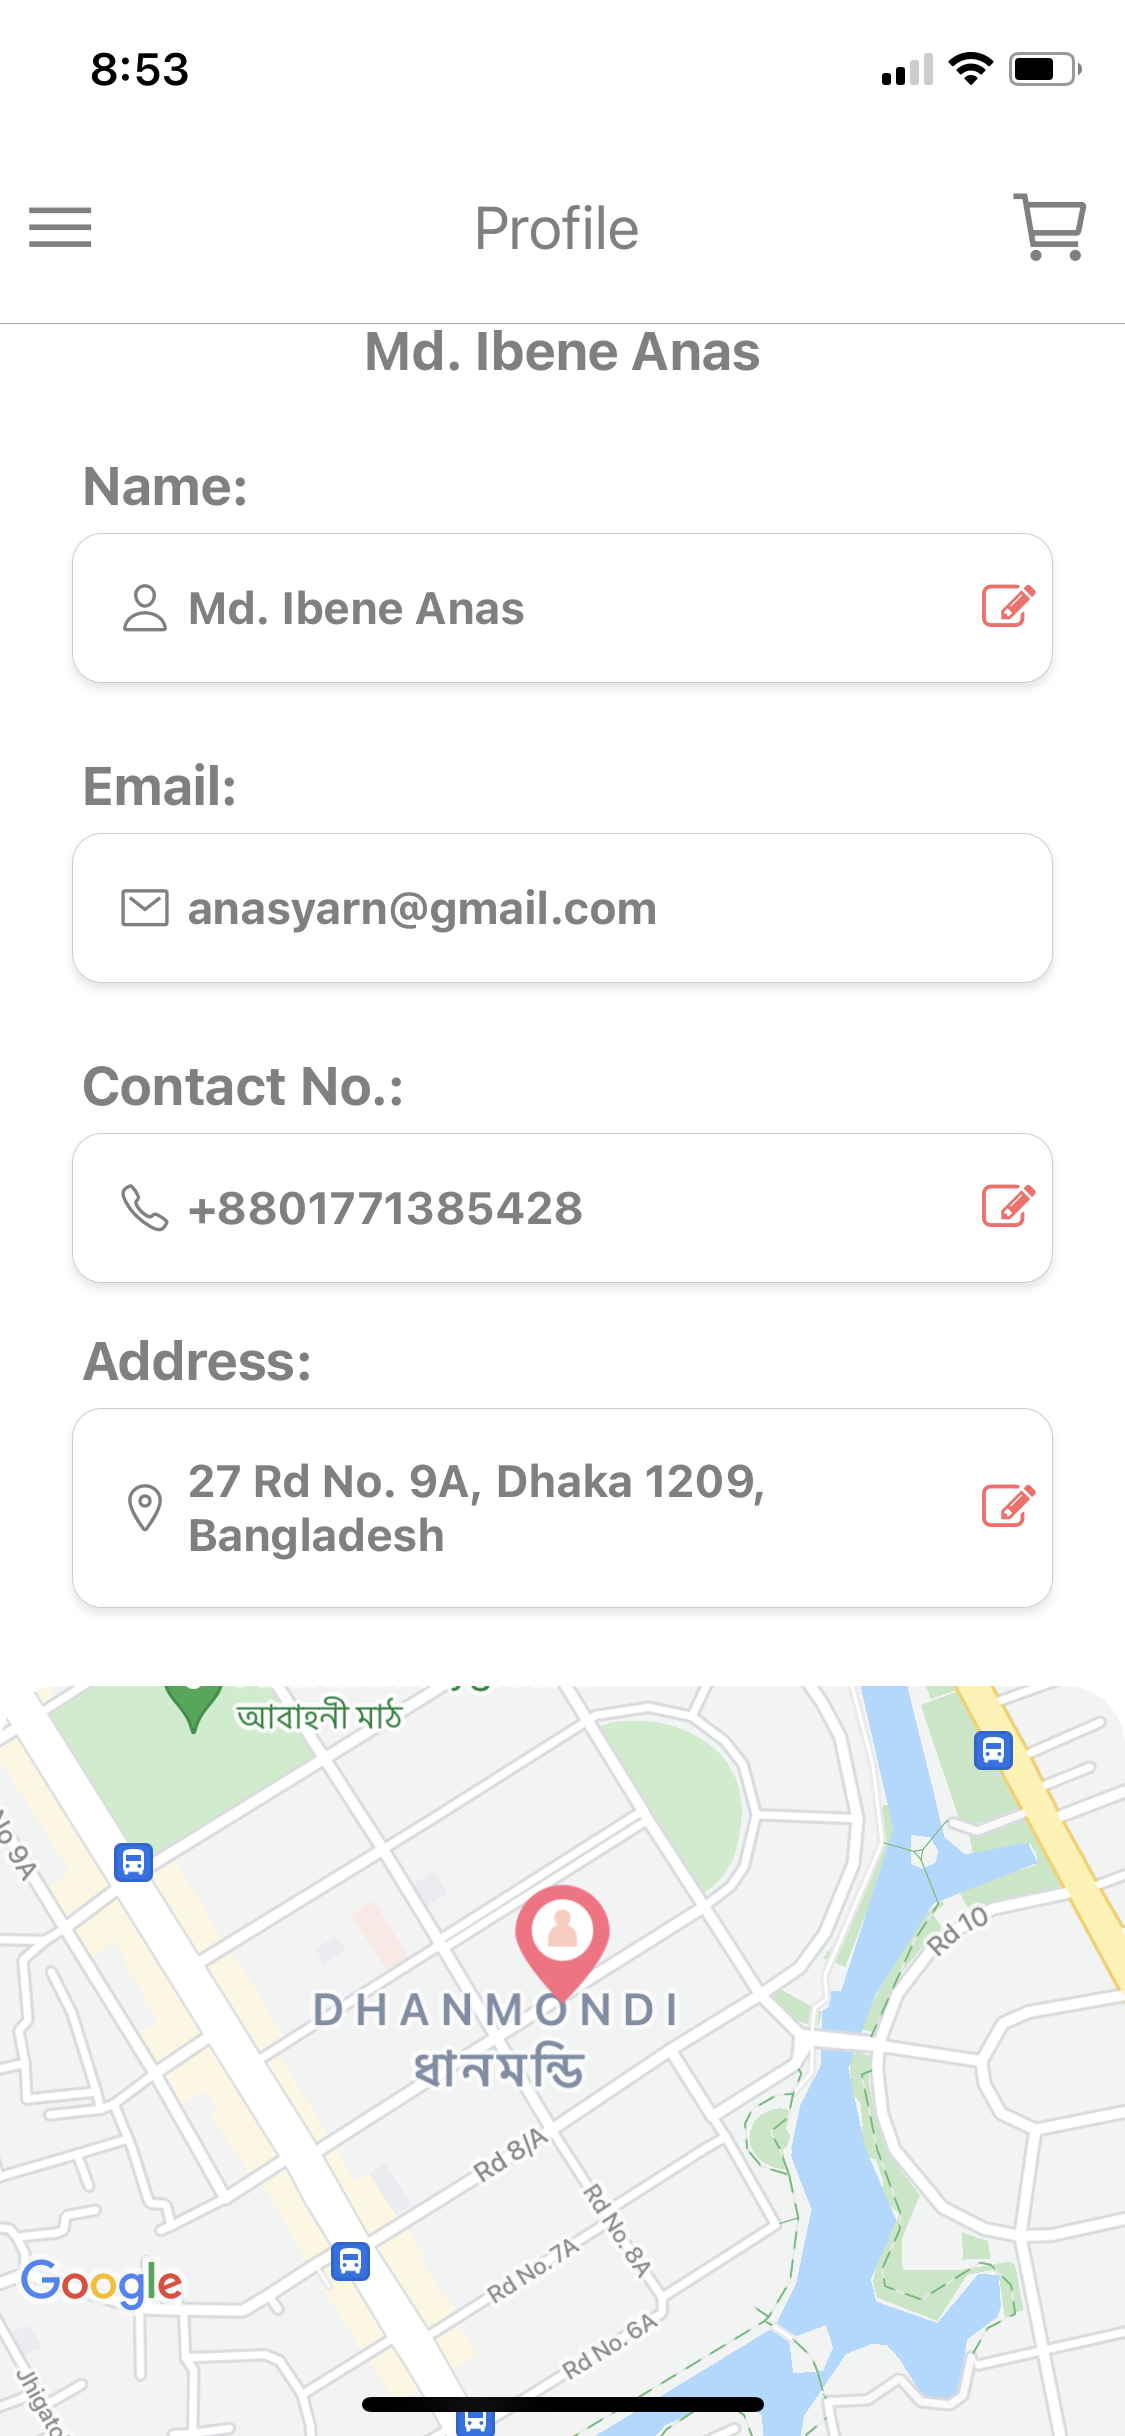 8:53
Profile
Md. Ibene Anas
Name:
Md. Ibene Anas
Email:
anasyarn@gmail.com
Contact No.:
+8801771385428
Address:
27 Rd No. 9A, Dhaka 1209,
Bangladesh
আবাহনী মাঠ
No 9A
Rd 10
DHANMONDI
ধানমন্ডি
Rd 8/A
Rd No. 8A
Rd No. 7A
Google
Rd No. 6A